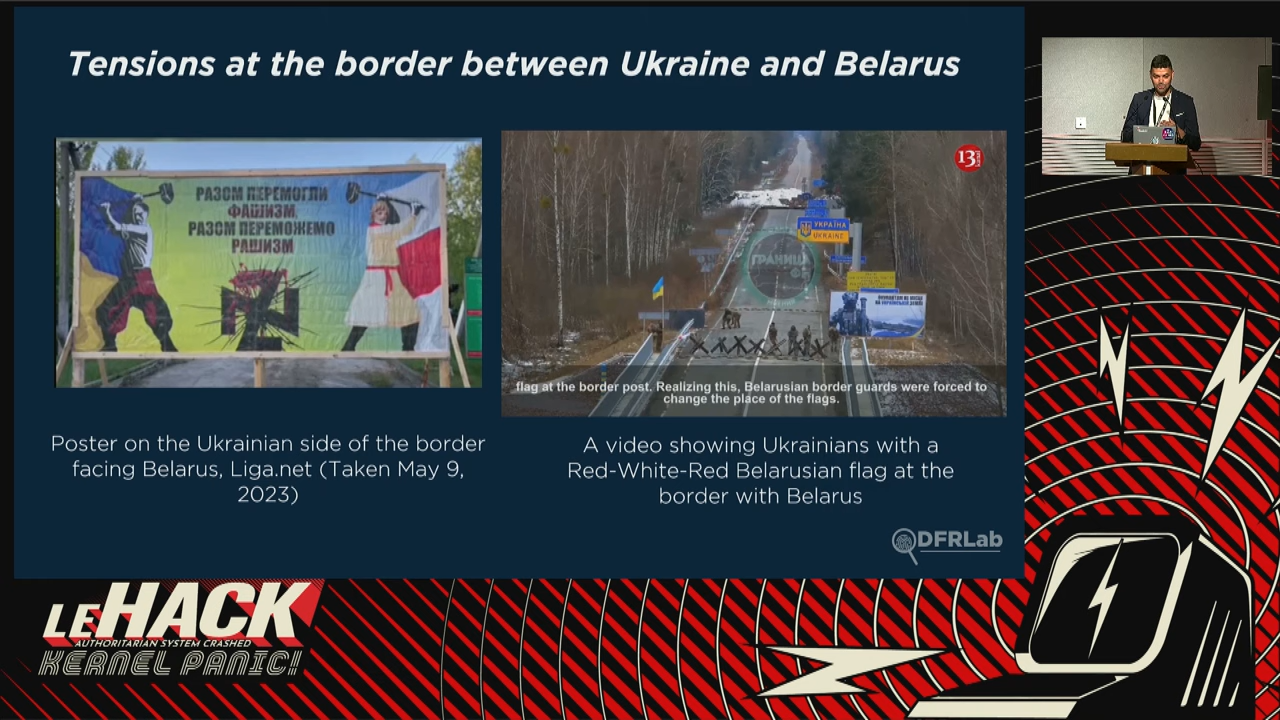 Tensions at the border between Ukraine and Belarus
РАЗОМ ПЕРЕМОГЛИ
ФАШИЗМ,
РАЗОМ ПЕРЕМОЖЕМО
РАШИЗМ
13
УКРАЇНА
UKRAINE
ГРАНИЦА
flag at the border post. Realizing this, Belarusian border guards were forced to
change the place of the flags.
Poster on the Ukrainian side of the border
facing Belarus, Liga.net (Taken May 9,
2023)
A video showing Ukrainians with a
Red-White-Red Belarusian flag at the
border with Belarus
DFRLab
LEHACK
AUTHORITARIAN SYSTEM CRASHED
KERNEL PANIC!